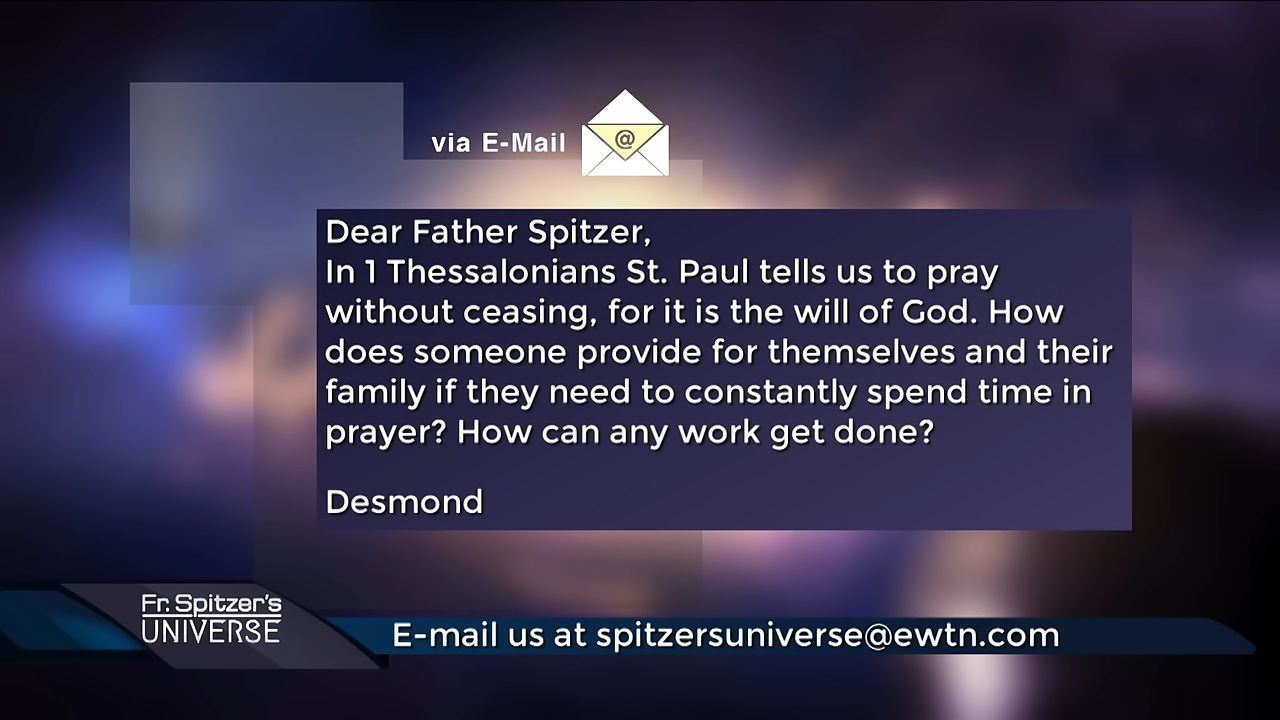 via E-Mail
@
Dear Father Spitzer,
In 1 Thessalonians St. Paul tells us to pray
without ceasing, for it is the will of God. How
does someone provide for themselves and their
family if they need to constantly spend time in
prayer? How can any work get done?
Desmond
Fr. Spitzer's
UNIVERSE
E-mail us at spitzersuniverse@ewtn.com